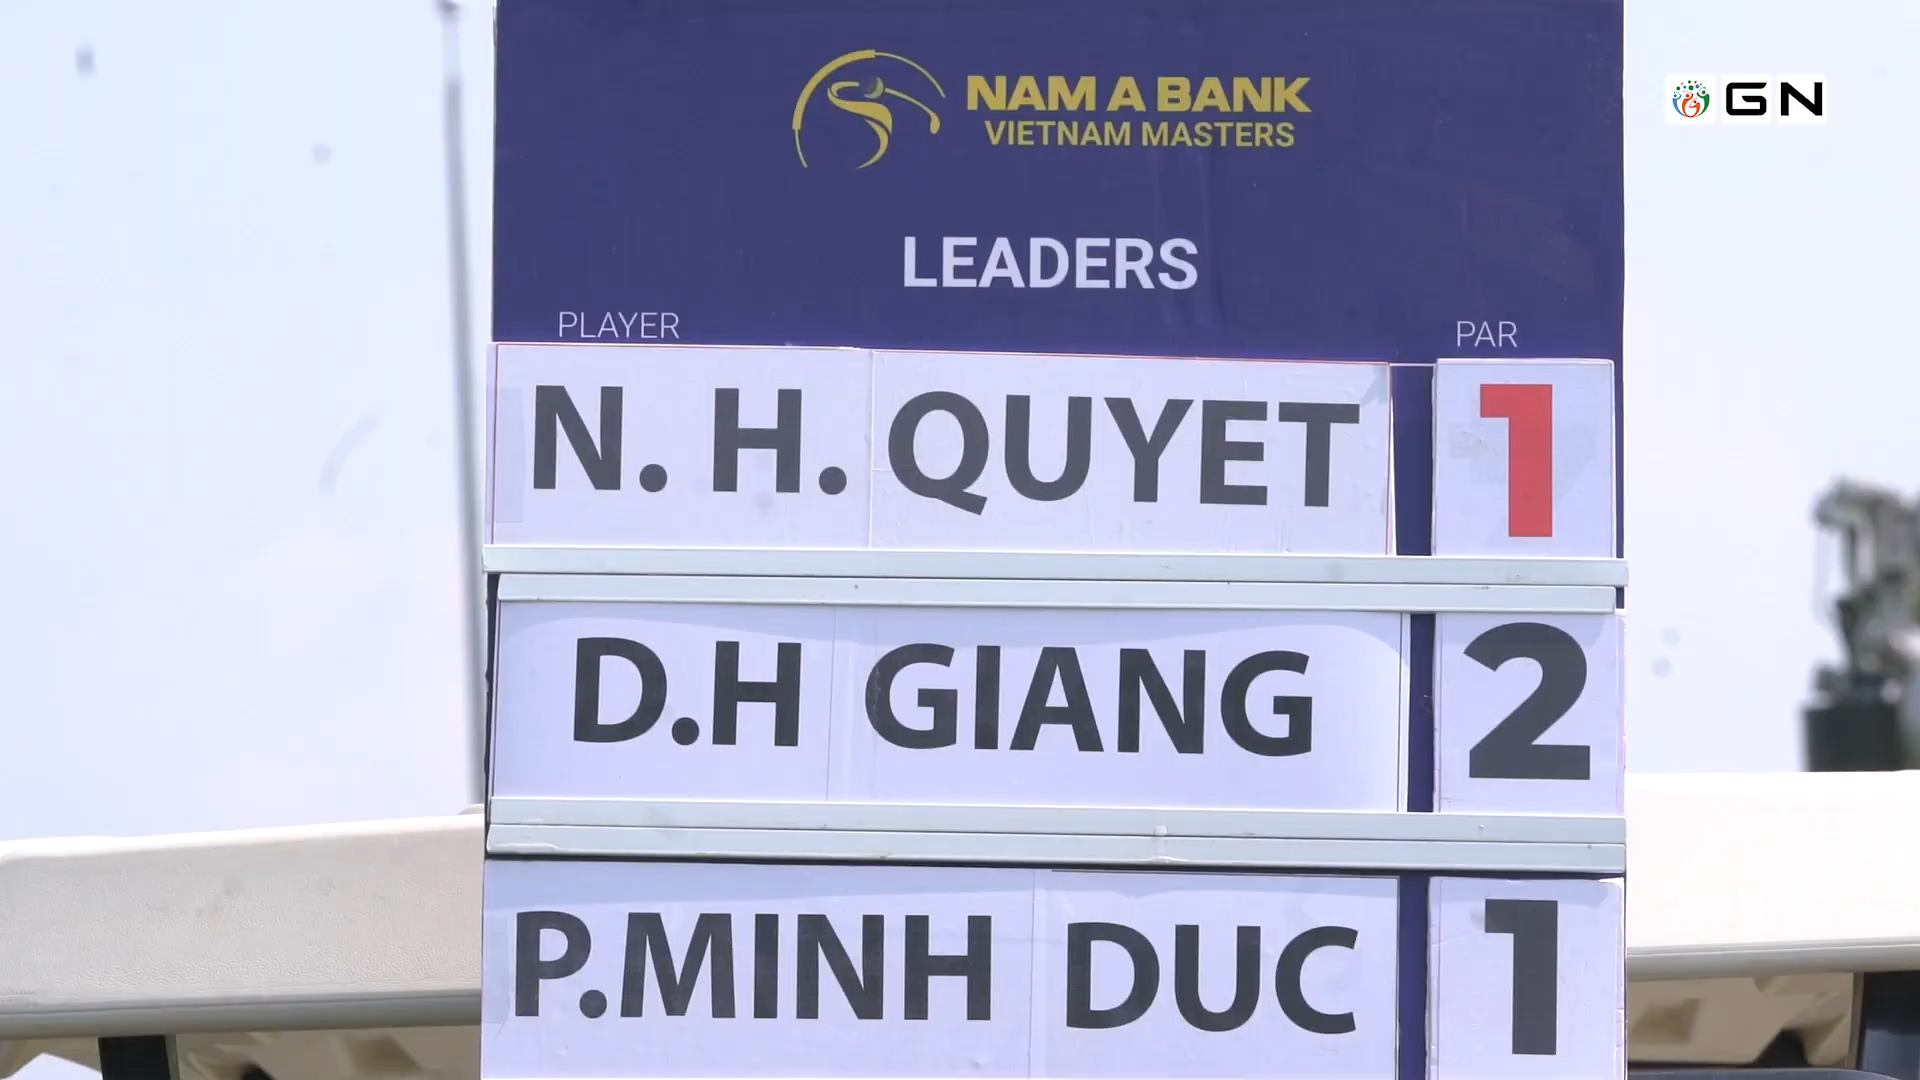 NAM A BANK
VIETNAM MASTERS
GN
LEADERS
PLAYER PAR
N. H. QUYET 1
D.H GIANG 2
P.MINH DUC 1